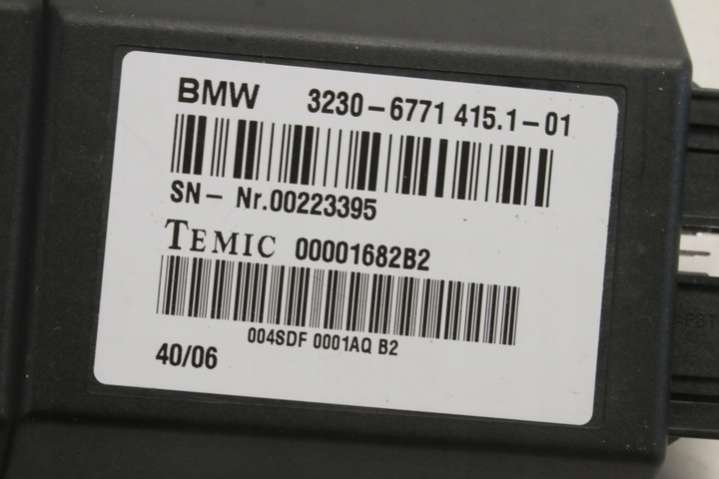 BMW 3230-6771 415.1-01
SN- Nr.00223395
TEMIC 00001682B2
004SDF 0001AQ B2
40/06